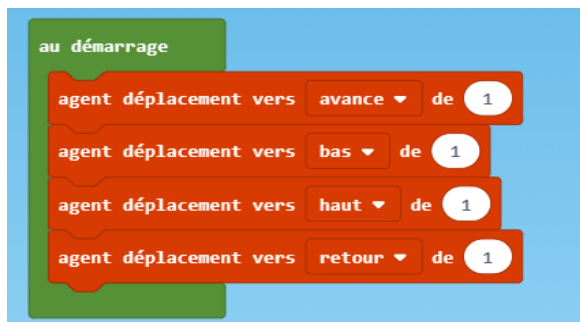 au démarrage
agent déplacement vers avance de 1
agent déplacement vers bas de 1
agent déplacement vers haut de 1
agent déplacement vers retour de 1